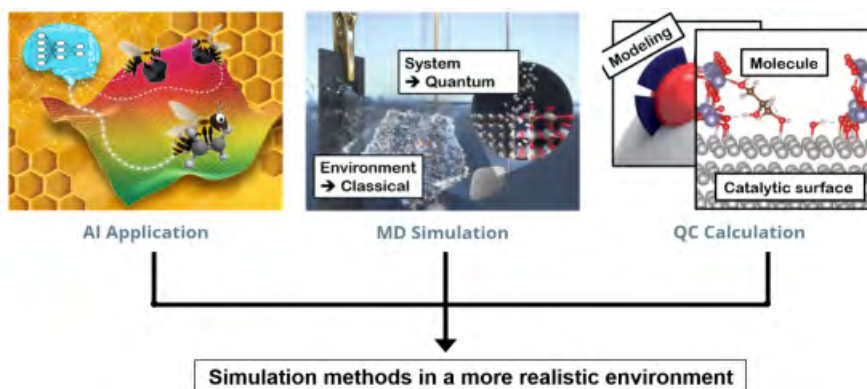 System
→ Quantum
Environment
→ Classical
Modeling
Molecule
Catalytic surface
AI Application
MD Simulation
QC Calculation
Simulation methods in a more realistic environment